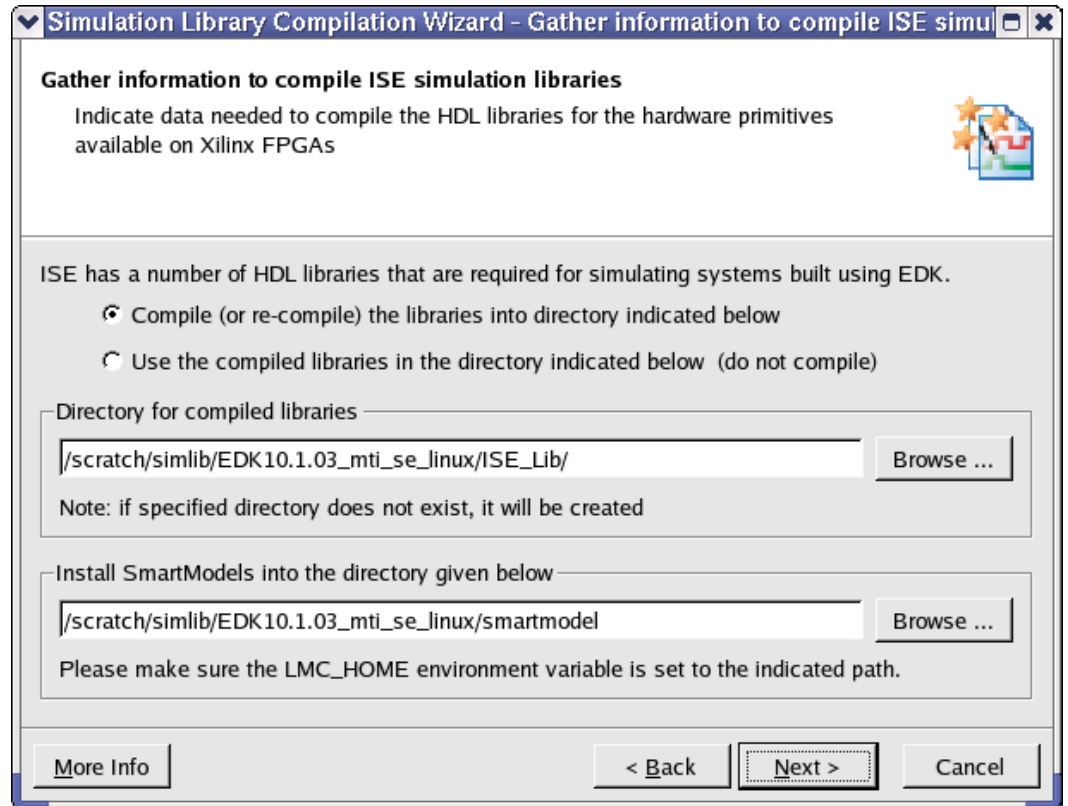 Simulation Library Compilation Wizard - Gather information to compile ISE simul
Gather information to compile ISE simulation libraries
Indicate data needed to compile the HDL libraries for the hardware primitives
available on Xilinx FPGAs
ISE has a number of HDL libraries that are required for simulating systems built using EDK.
Compile (or re-compile) the libraries into directory indicated below
Use the compiled libraries in the directory indicated below  (do not compile)
Directory for compiled libraries
/scratch/simlib/EDK10.1.03_mti_se_linux/ISE_Lib/
Browse ...
Note: if specified directory does not exist, it will be created
Install SmartModels into the directory given below
/scratch/simlib/EDK10.1.03_mti_se_linux/smartmodel
Browse ...
Please make sure the LMC_HOME environment variable is set to the indicated path.
More Info
< Back
Next >
Cancel